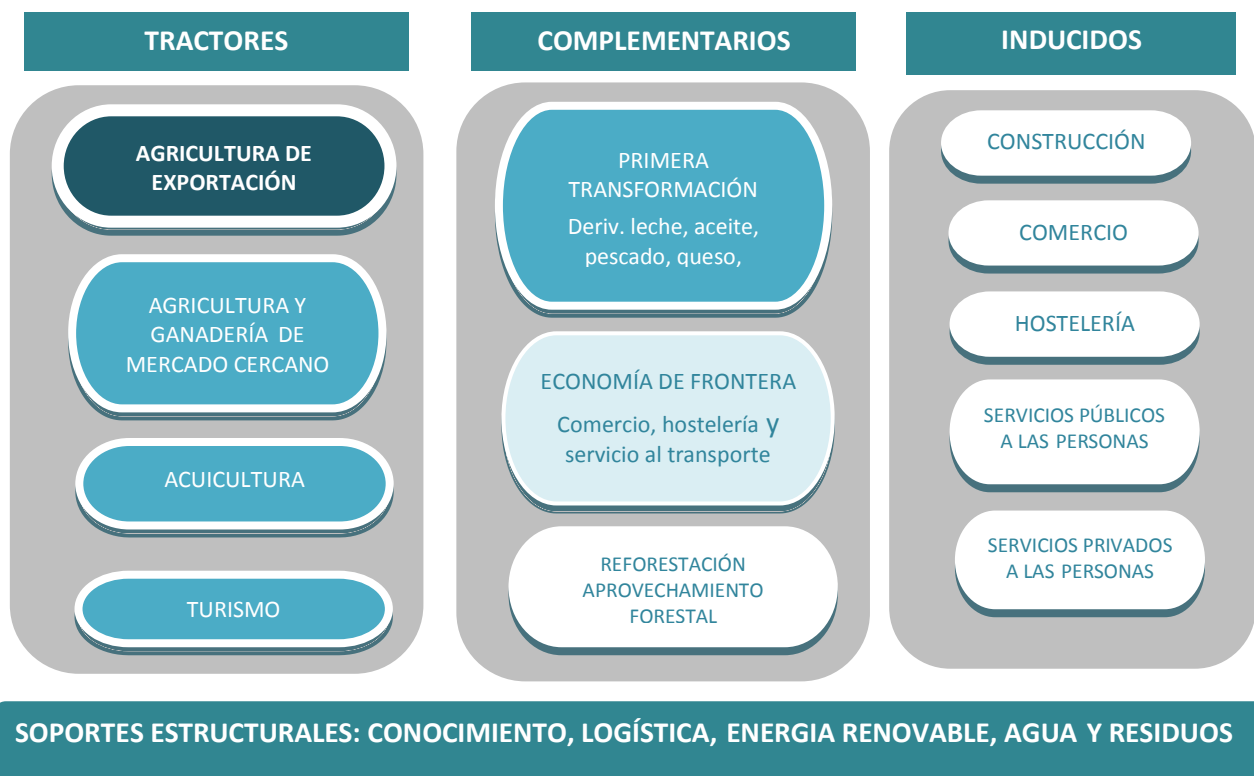 TRACTORES
AGRICULTURA DE
EXPORTACIÓN
AGRICULTURA Y
GANADERÍA DE
MERCADO CERCANO
ACUICULTURA
TURISMO
COMPLEMENTARIOS
PRIMERA
TRANSFORMACIÓN
Deriv. leche, aceite,
pescado, queso,
ECONOMÍA DE FRONTERA
Comercio, hostelería y
servicio al transporte
REFORESTACIÓN
APROVECHAMIENTO
FORESTAL
INDUCIDOS
CONSTRUCCIÓN
COMERCIO
HOSTELERÍA
SERVICIOS PÚBLICOS
A LAS PERSONAS
SERVICIOS PRIVADOS
A LAS PERSONAS
SOPORTES ESTRUCTURALES: CONOCIMIENTO, LOGÍSTICA, ENERGIA RENOVABLE, AGUA Y RESIDUOS